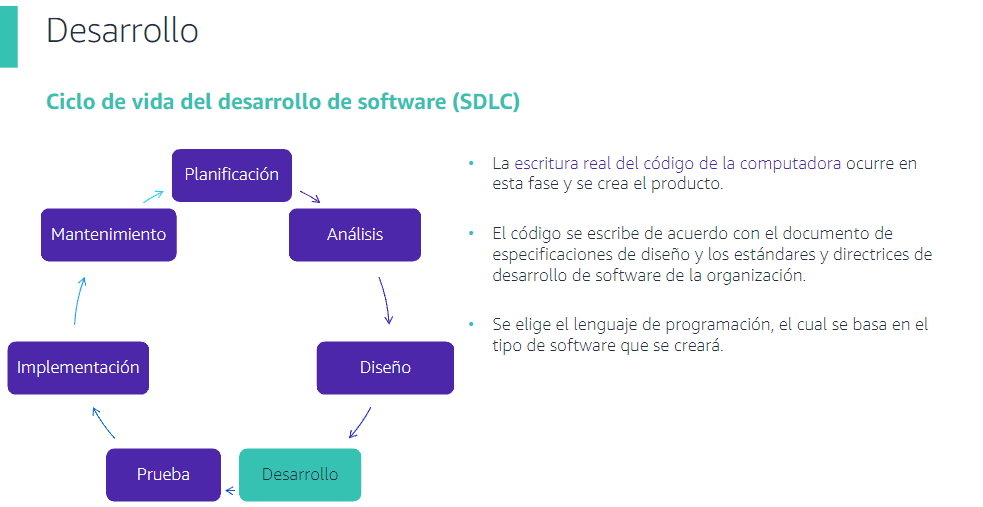 Desarrollo
Ciclo de vida del desarrollo de software (SDLC)
Planificación
Mantenimiento
Análisis
Implementación
Diseño
Prueba
Desarrollo
• La escritura real del código de la computadora ocurre en
esta fase y se crea el producto.
• El código se escribe de acuerdo con el documento de
especificaciones de diseño y los estándares y directrices de
desarrollo de software de la organización.
• Se elige el lenguaje de programación, el cual se basa en el
tipo de software que se creará.